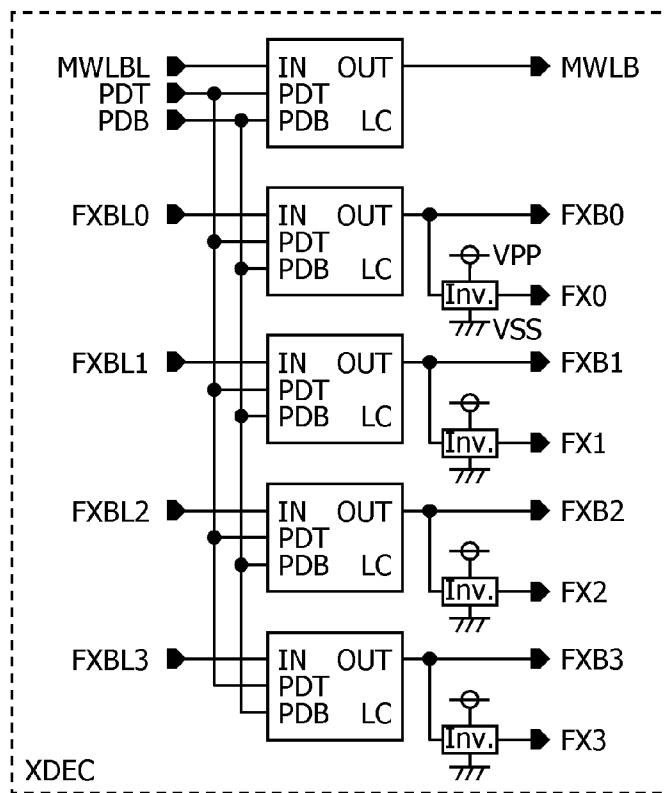 MWLBL IN OUT MWLB
PDT PDT
PDB PDB LC
FXBL0 IN OUT FXB0
PDT VPP
PDB LC Inv. FX0
VSS
FXBL1 IN OUT FXB1
PDT
PDB LC Inv. FX1
FXBL2 IN OUT FXB2
PDT
PDB LC Inv. FX2
FXBL3 IN OUT FXB3
PDT
PDB LC Inv. FX3
XDEC